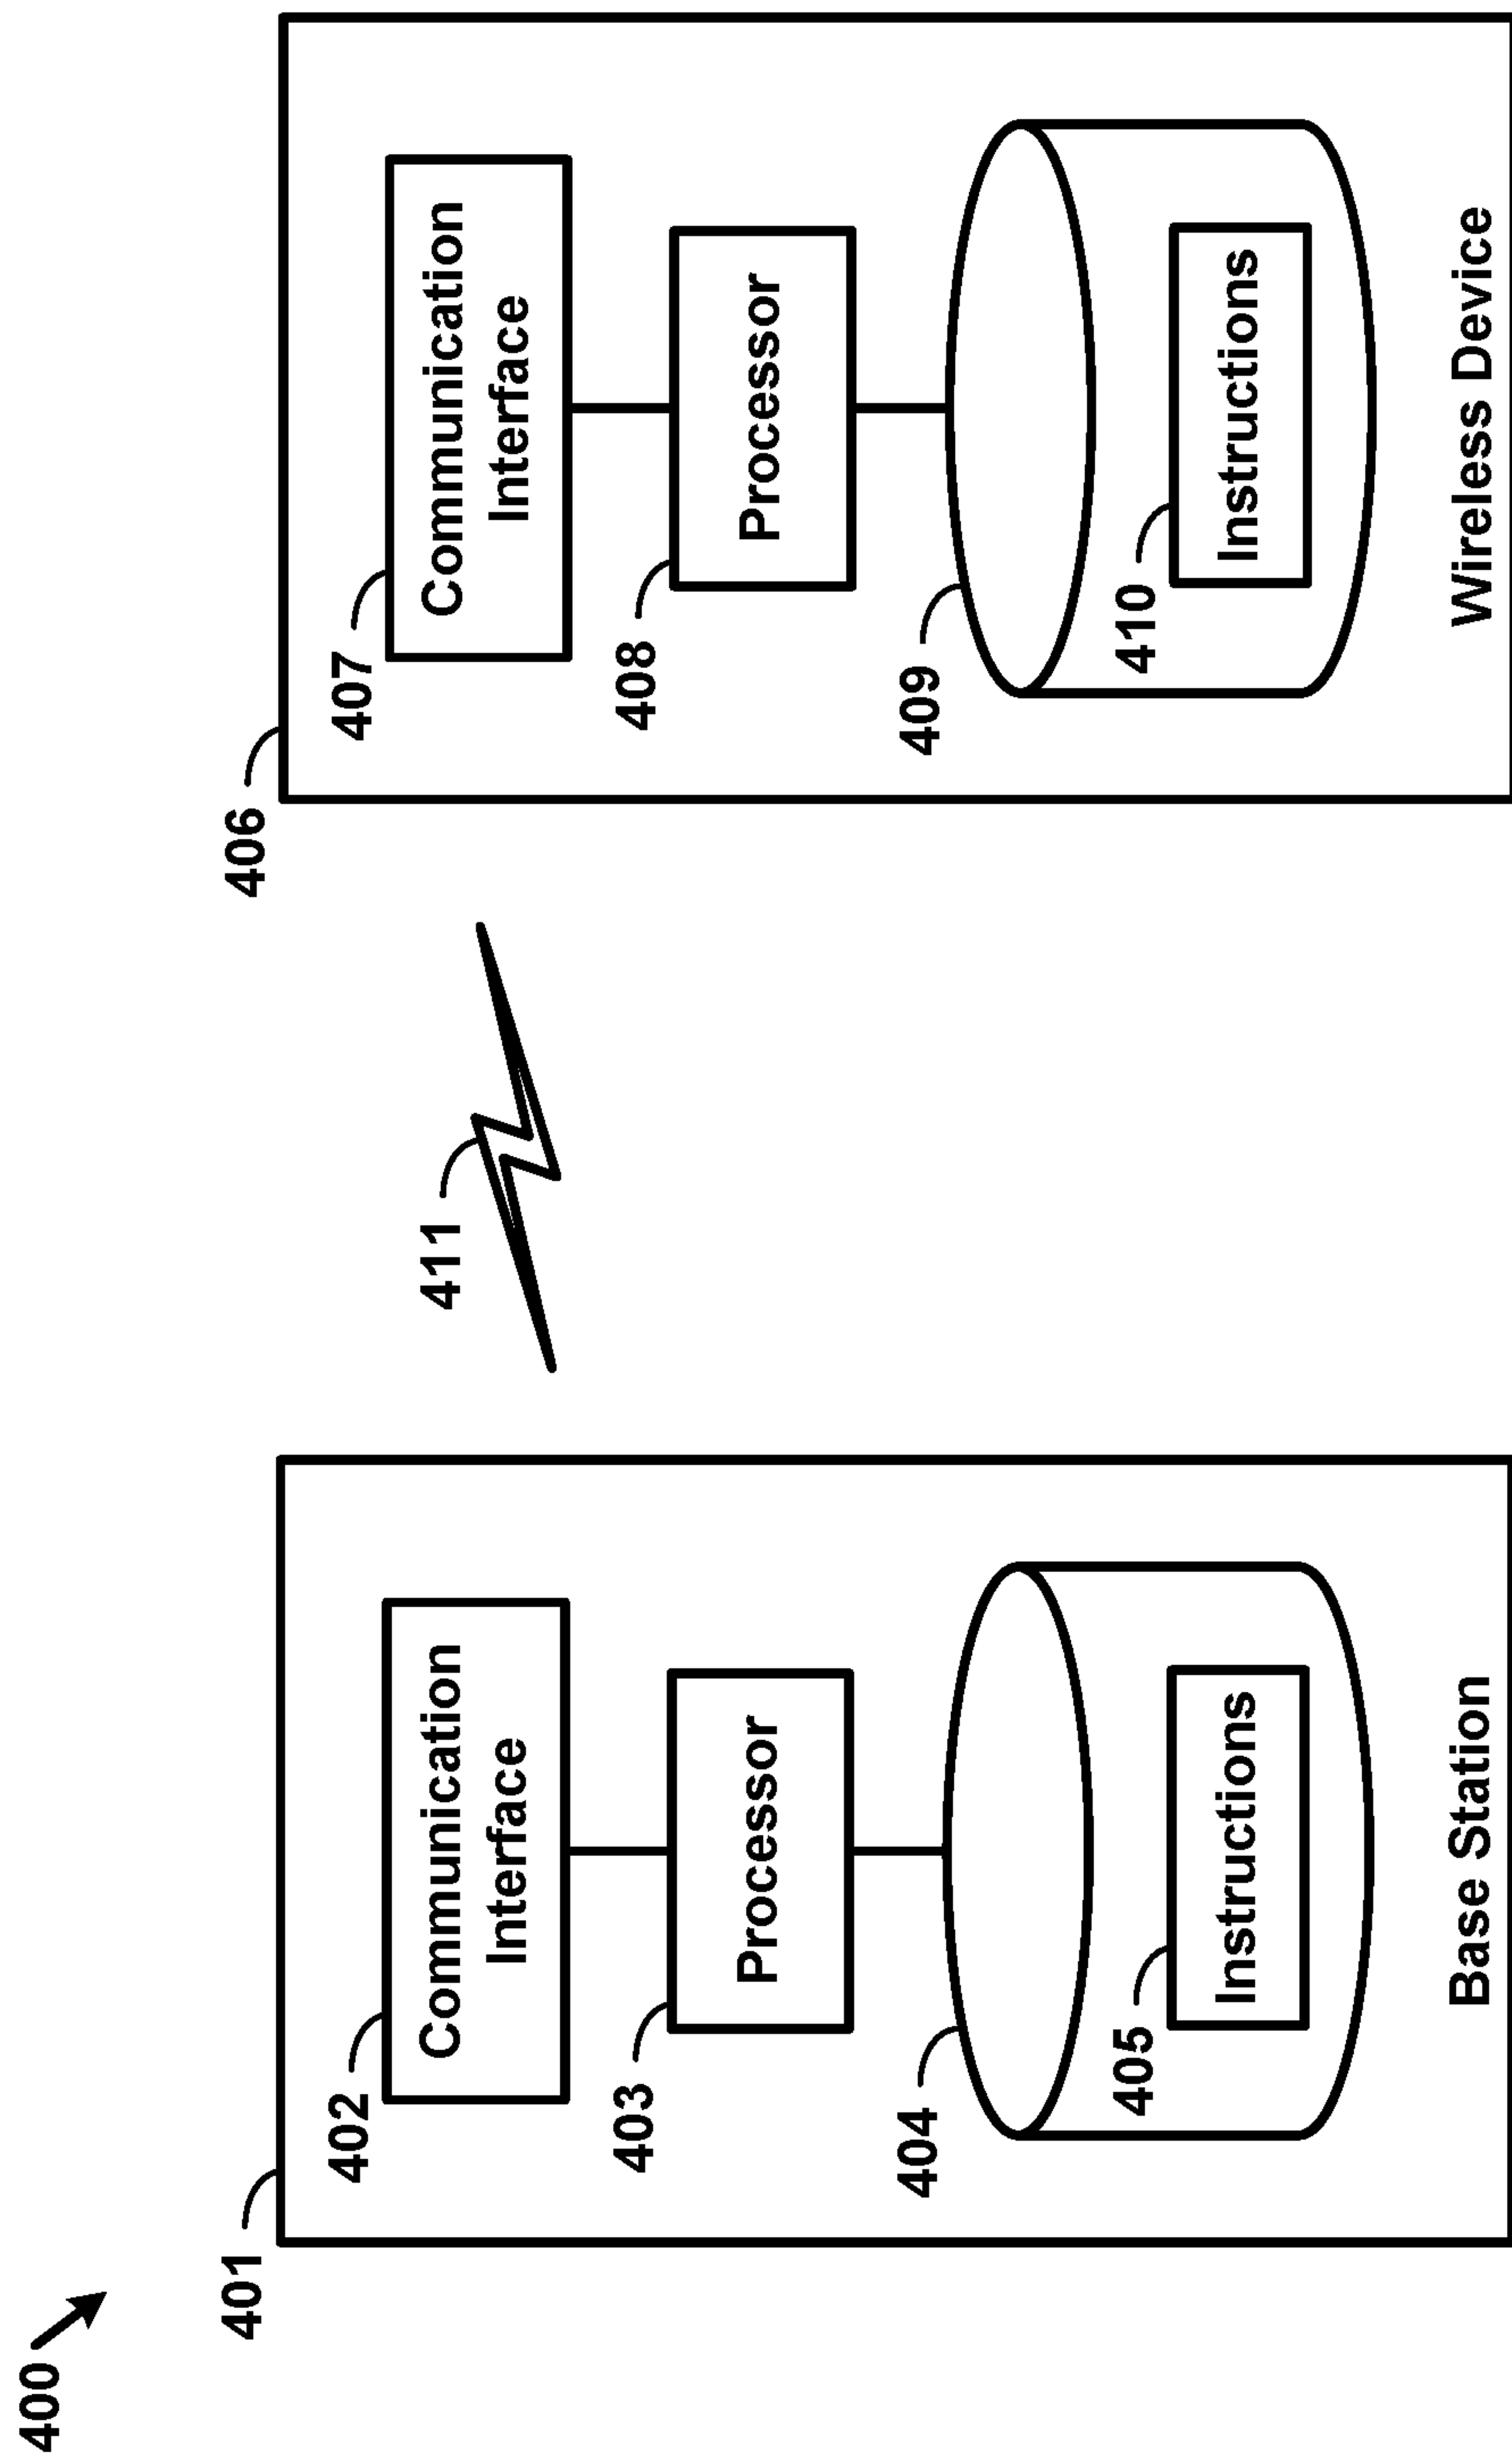 400
401
402
Communication
Interface
403
Processor
404
405
Instructions
Base Station
411
406
407
Communication
Interface
408
Processor
409
410
Instructions
Wireless Device